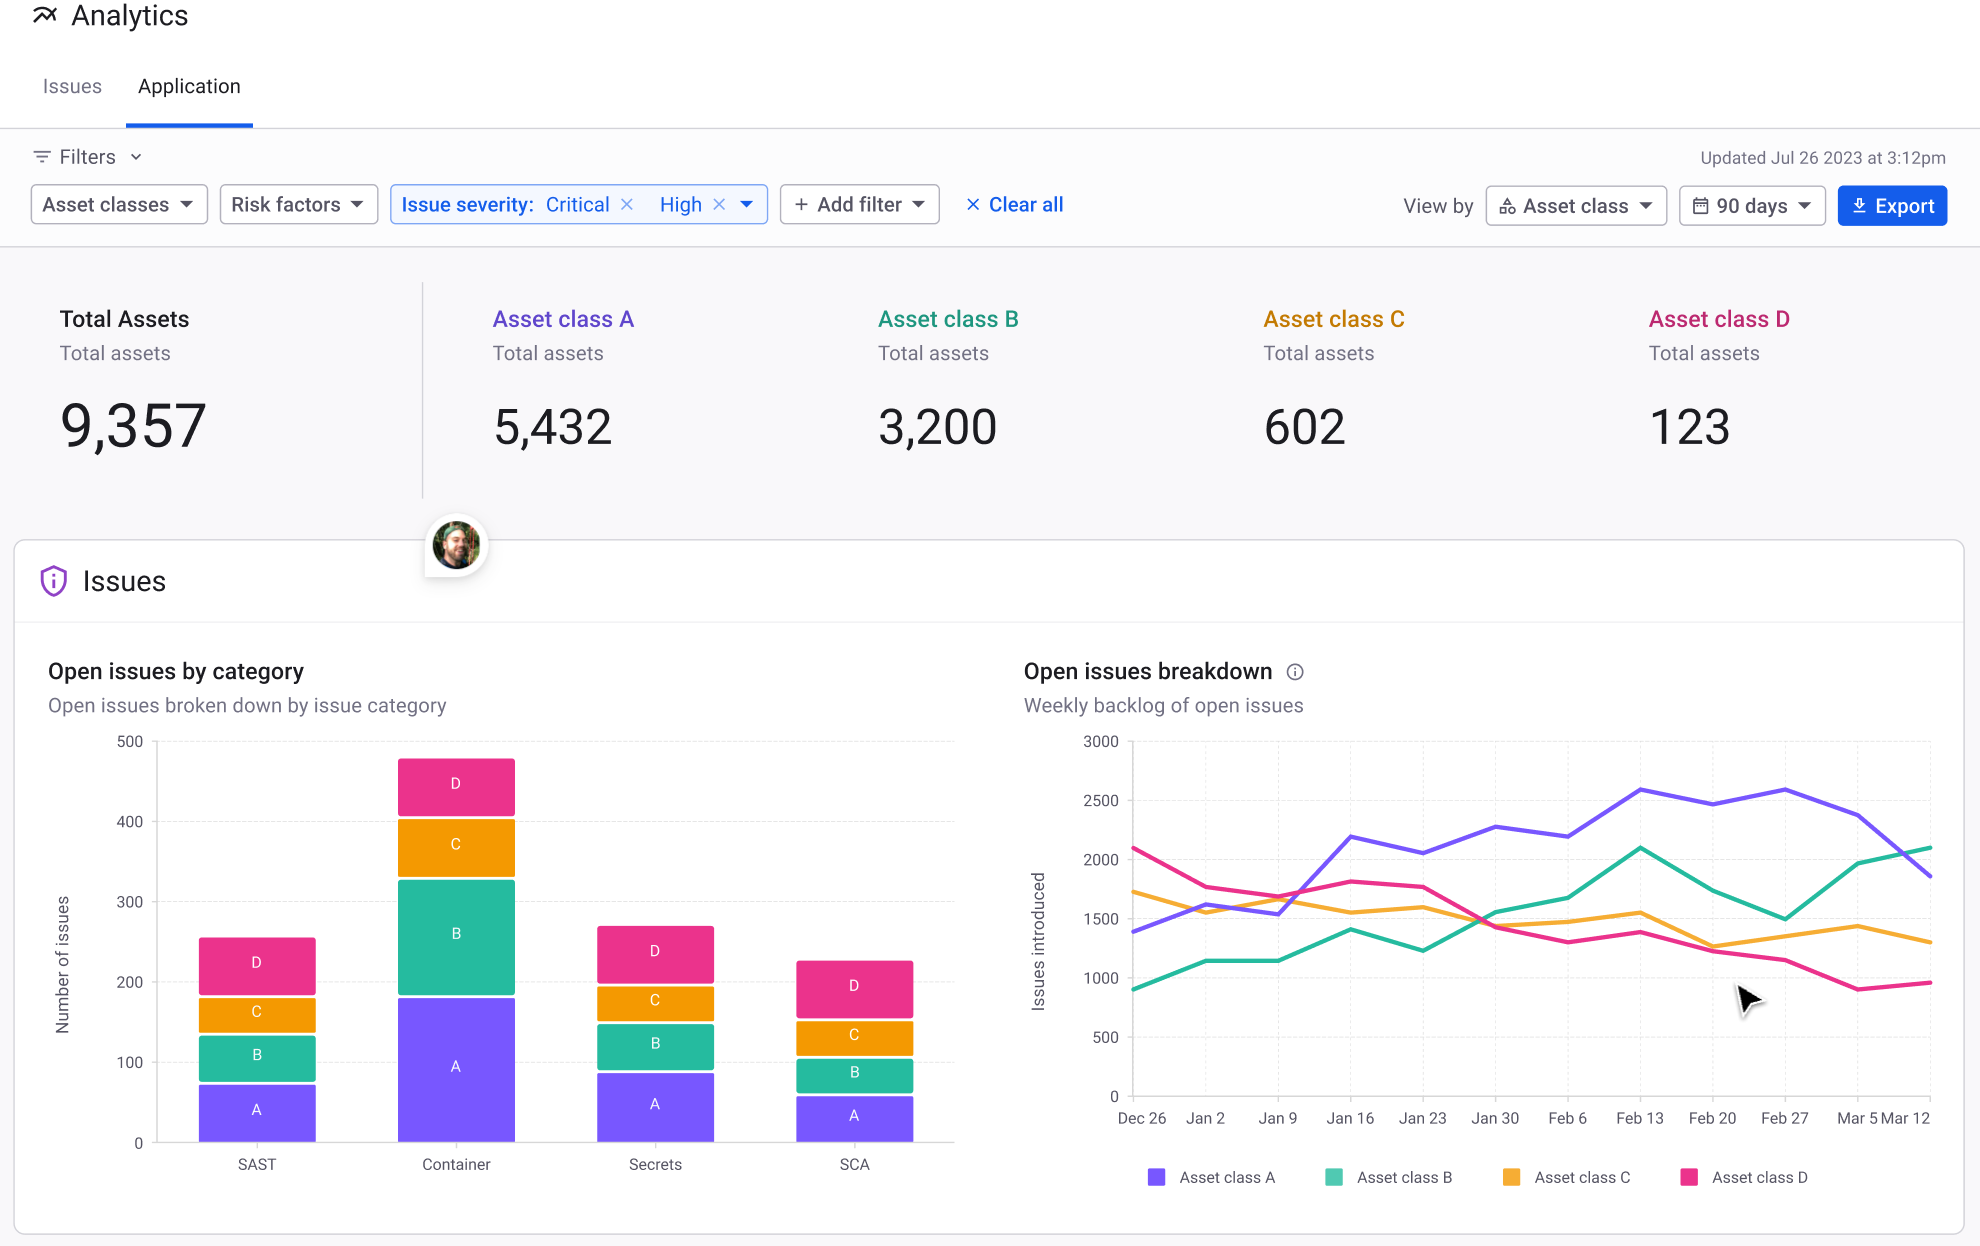 Analytics
Issues Application
Filters
Updated Jul 26 2023 at 3:12pm
Asset classes Risk factors Issue severity: Critical High + Add filter Clear all View by Asset class 90 days Export
Total Assets
Total assets
9,357
Asset class A
Total assets
5,432
Asset class B
Total assets
3,200
Asset class C
Total assets
602
Asset class D
Total assets
123
Issues
Open issues by category
Open issues broken down by issue category
Number of issues
500
400
300
200
100
0
D
C
B
A
D
C
B
A
D
C
B
A
D
C
B
A
SAST Container Secrets SCA
Open issues breakdown
Weekly backlog of open issues
Issues introduced
3000
2500
2000
1500
1000
500
0
Dec 26 Jan 2 Jan 9 Jan 16 Jan 23 Jan 30 Feb 6 Feb 13 Feb 20 Feb 27 Mar 5 Mar 12
Asset class A Asset class B Asset class C Asset class D